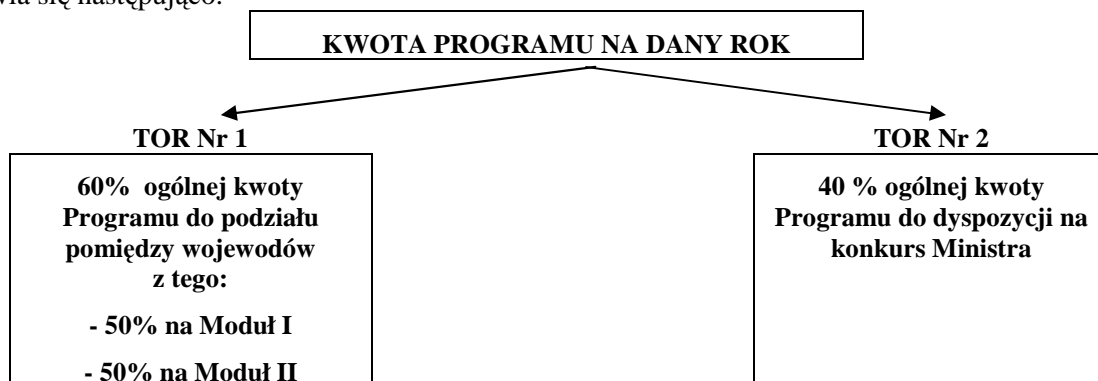 się następująco:
KWOTA PROGRAMU NA DANY ROK
TOR Nr 1
60% ogólnej kwoty
Programu do podziału
pomiędzy wojewodów
z tego:
- 50% na Moduł I
- 50% na Moduł II
TOR Nr 2
40 % ogólnej kwoty
Programu do dyspozycji na
konkurs Ministra